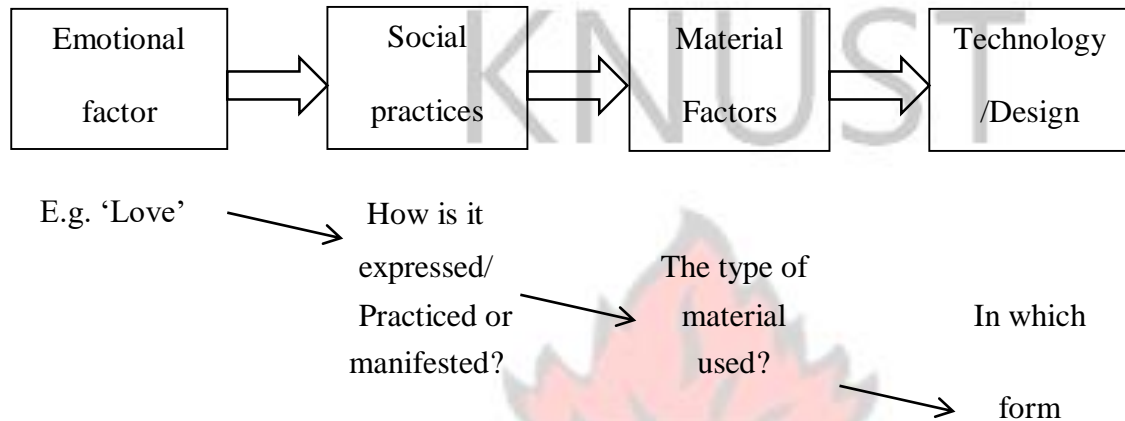 KNUST
Emotional
factor
Social
practices
Material
Factors
Technology
/Design
E.g. ‘Love’
How is it
expressed/
Practiced or
manifested?
The type of
material
used?
In which
form